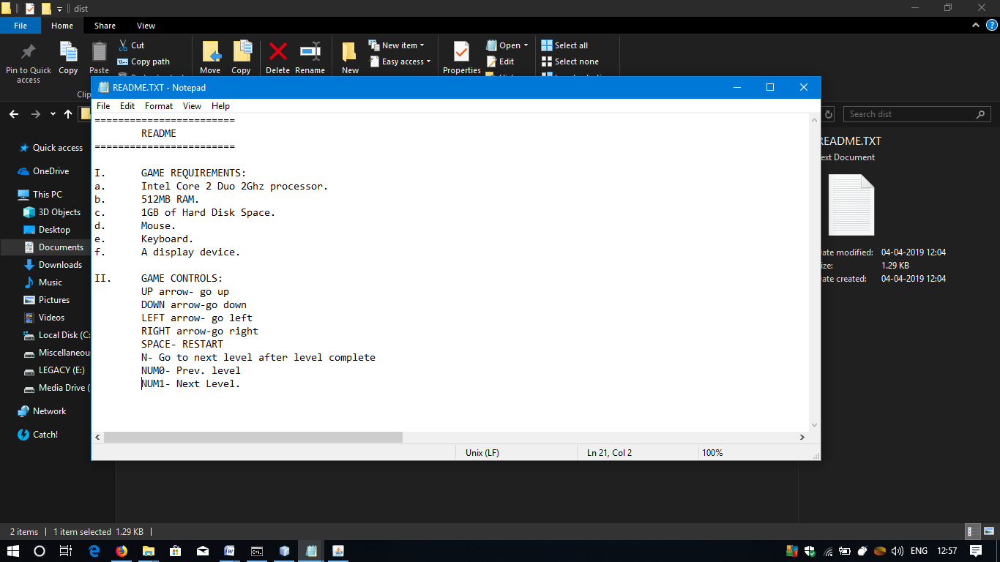 dist
File Home Share View
Pin to Quick access
Copy
Paste
Cut
Copy path
Move
Copy
Delete
Rename
New
New item
Easy access
Properties
Open
Edit
Select all
Select none
README.TXT - Notepad
File Edit Format View Help
========================
README
========================
I. GAME REQUIREMENTS:
a. Intel Core 2 Duo 2Ghz processor.
b. 512MB RAM.
c. 1GB of Hard Disk Space.
d. Mouse.
e. Keyboard.
f. A display device.
II. GAME CONTROLS:
UP arrow- go up
DOWN arrow-go down
LEFT arrow- go left
RIGHT arrow-go right
SPACE- RESTART
N- Go to next level after level complete
NUM0- Prev. level
NUM1- Next Level.
Unix (LF) Ln 21, Col 2 100%
Search dist
Quick access
OneDrive
This PC
3D Objects
Desktop
Documents
Downloads
Music
Pictures
Videos
Local Disk (C:
Miscellaneou
LEGACY (E:)
Media Drive (
Network
Catch!
README.TXT
ext Document
ate modified: 04-04-2019 12:04
ize: 1.29 KB
ate created: 04-04-2019 12:04
2 items 1 item selected 1.29 KB
ENG 12:57